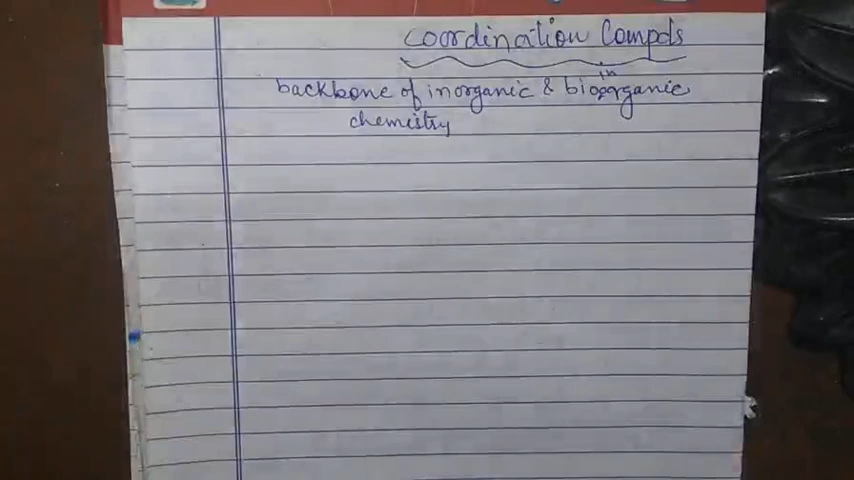 Coordination Compds
backbone of inorganic & bioinorganic
chemistry